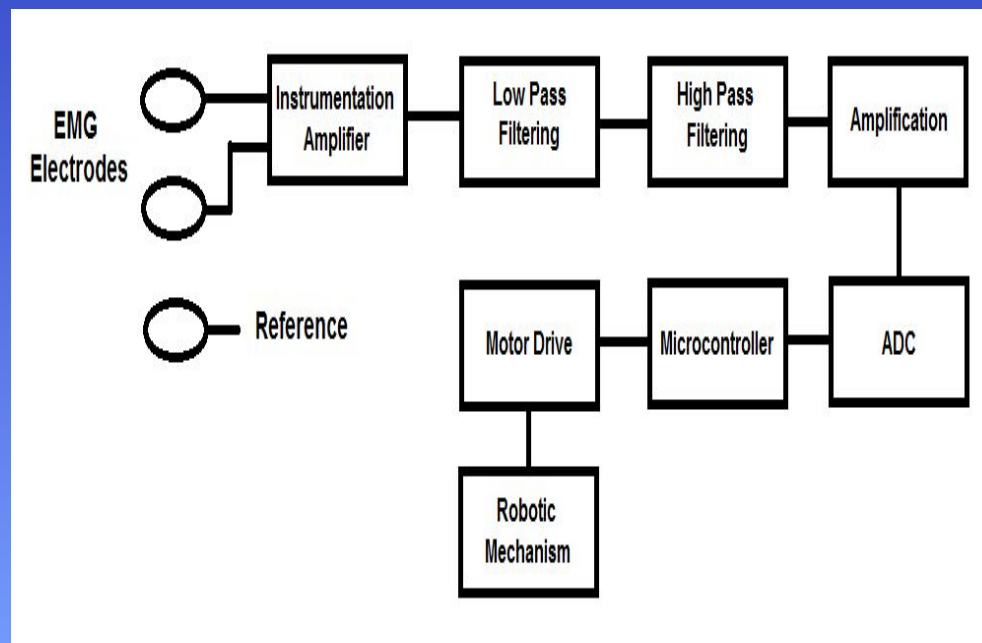 EMG
Electrodes
Instrumentation
Amplifier
Low Pass
Filtering
High Pass
Filtering
Amplification
Reference
Motor Drive
Microcontroller
ADC
Robotic
Mechanism